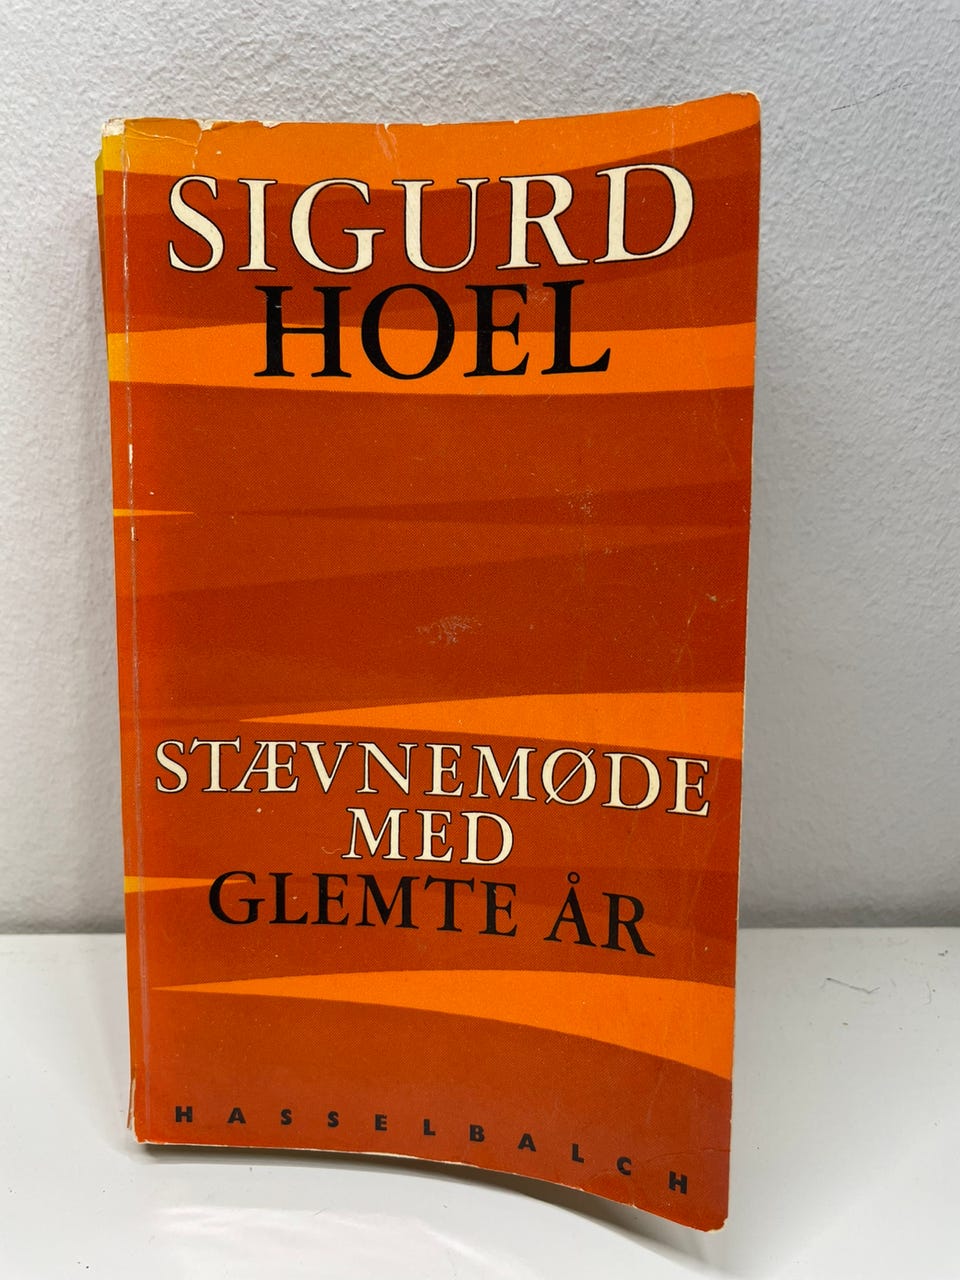 SIGURD
HOEL
STÆVNEMØDE
MED
GLEMTE ÅR
HASSELBALCH